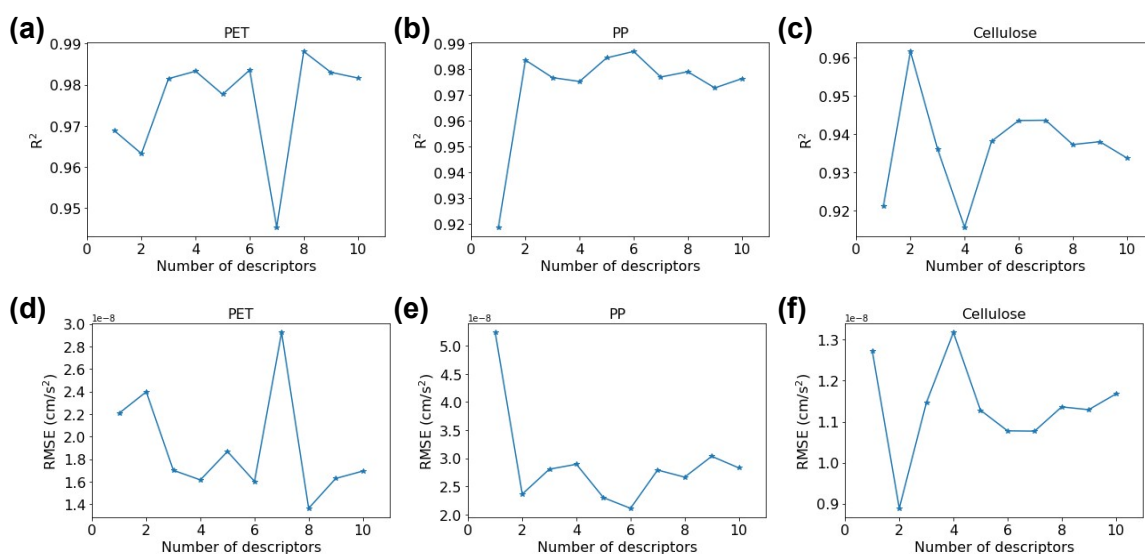 (a)
PET
R²
0.99
0.98
0.97
0.96
0.95
0 2 4 6 8 10
Number of descriptors
(b)
PP
R²
0.99
0.98
0.97
0.96
0.95
0.94
0.93
0.92
0 2 4 6 8 10
Number of descriptors
(c)
Cellulose
R²
0.96
0.95
0.94
0.93
0.92
0 2 4 6 8 10
Number of descriptors
(d)
PET
1e-8
RMSE (cm/s²)
3.0
2.8
2.6
2.4
2.2
2.0
1.8
1.6
1.4
0 2 4 6 8 10
Number of descriptors
(e)
PP
1e-8
RMSE (cm/s²)
5.0
4.5
4.0
3.5
3.0
2.5
2.0
0 2 4 6 8 10
Number of descriptors
(f)
Cellulose
1e-8
RMSE (cm/s²)
1.3
1.2
1.1
1.0
0.9
0 2 4 6 8 10
Number of descriptors